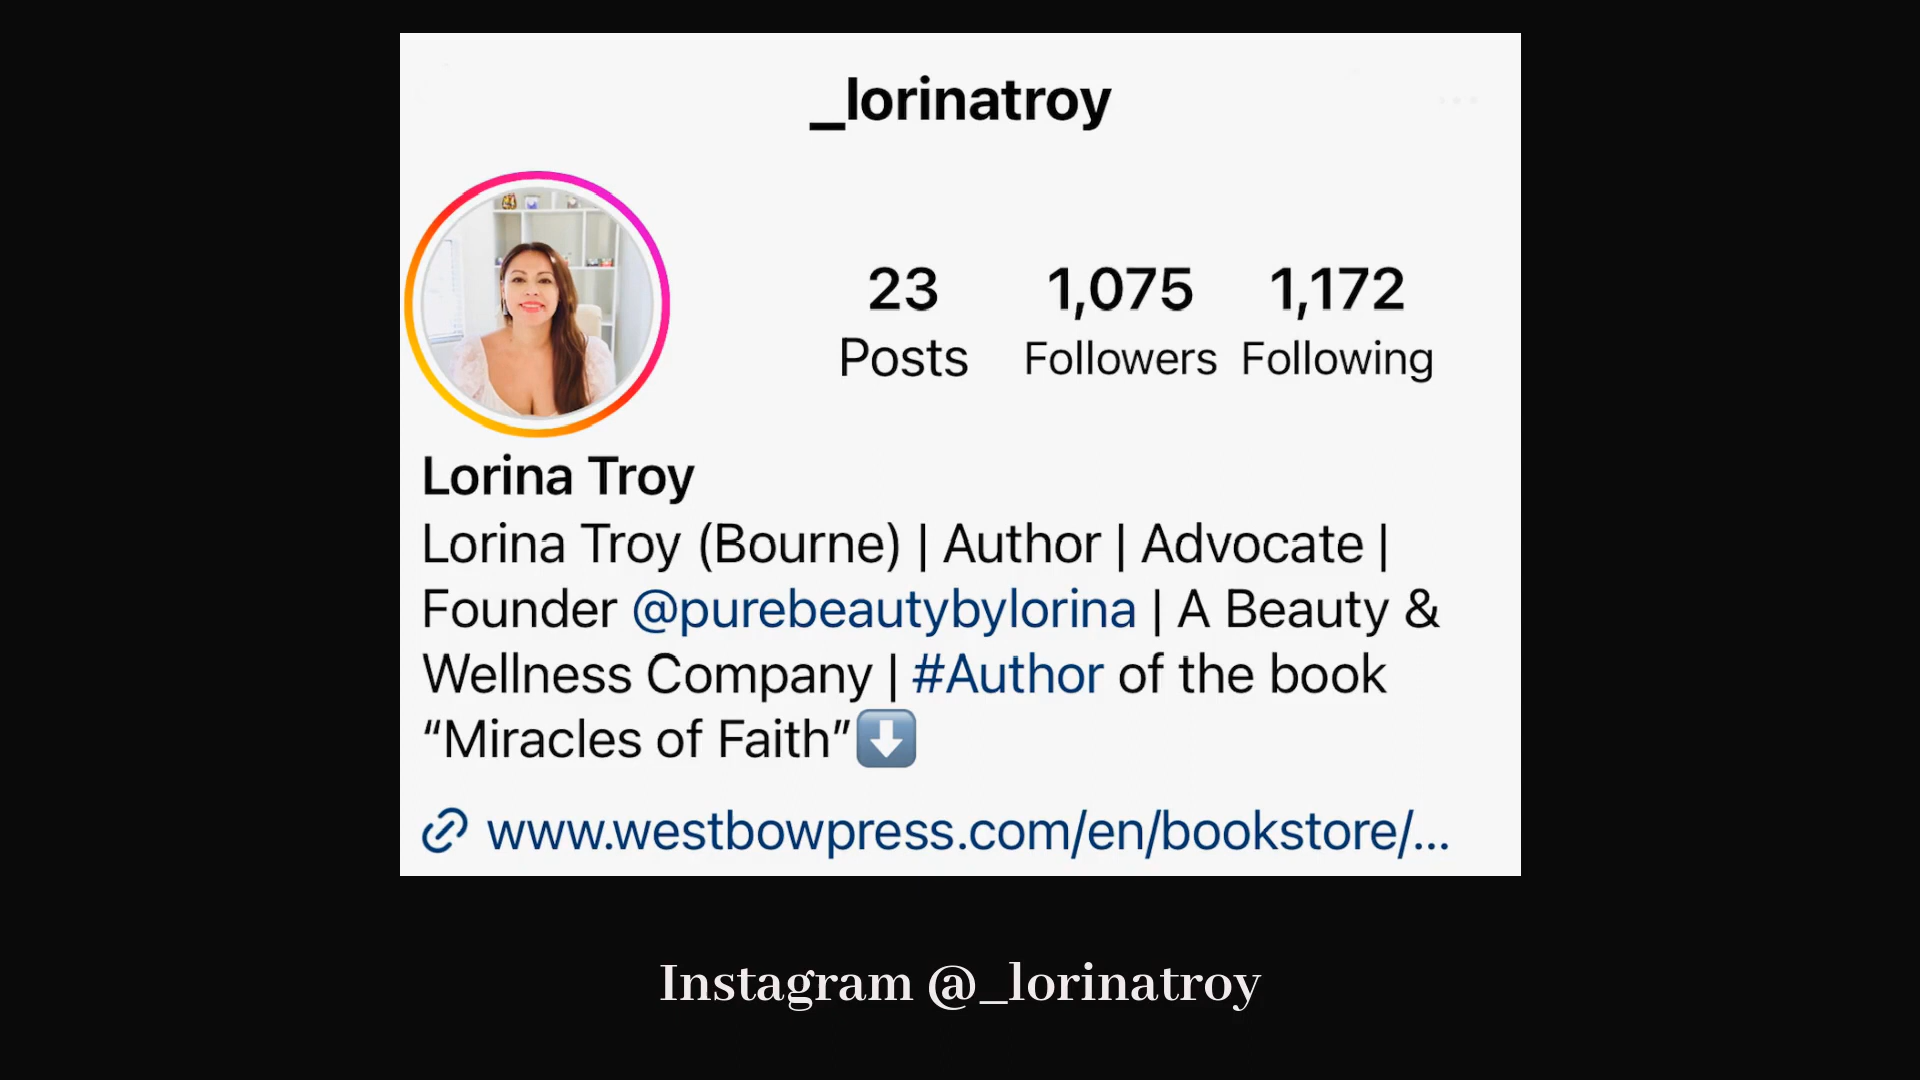 _lorinatroy
23 1,075 1,172
Posts Followers Following
Lorina Troy
Lorina Troy (Bourne) | Author | Advocate |
Founder @purebeautybylorina | A Beauty &
Wellness Company | #Author of the book
“Miracles of Faith”⬇️
www.westbowpress.com/en/bookstore/...
Instagram @_lorinatroy